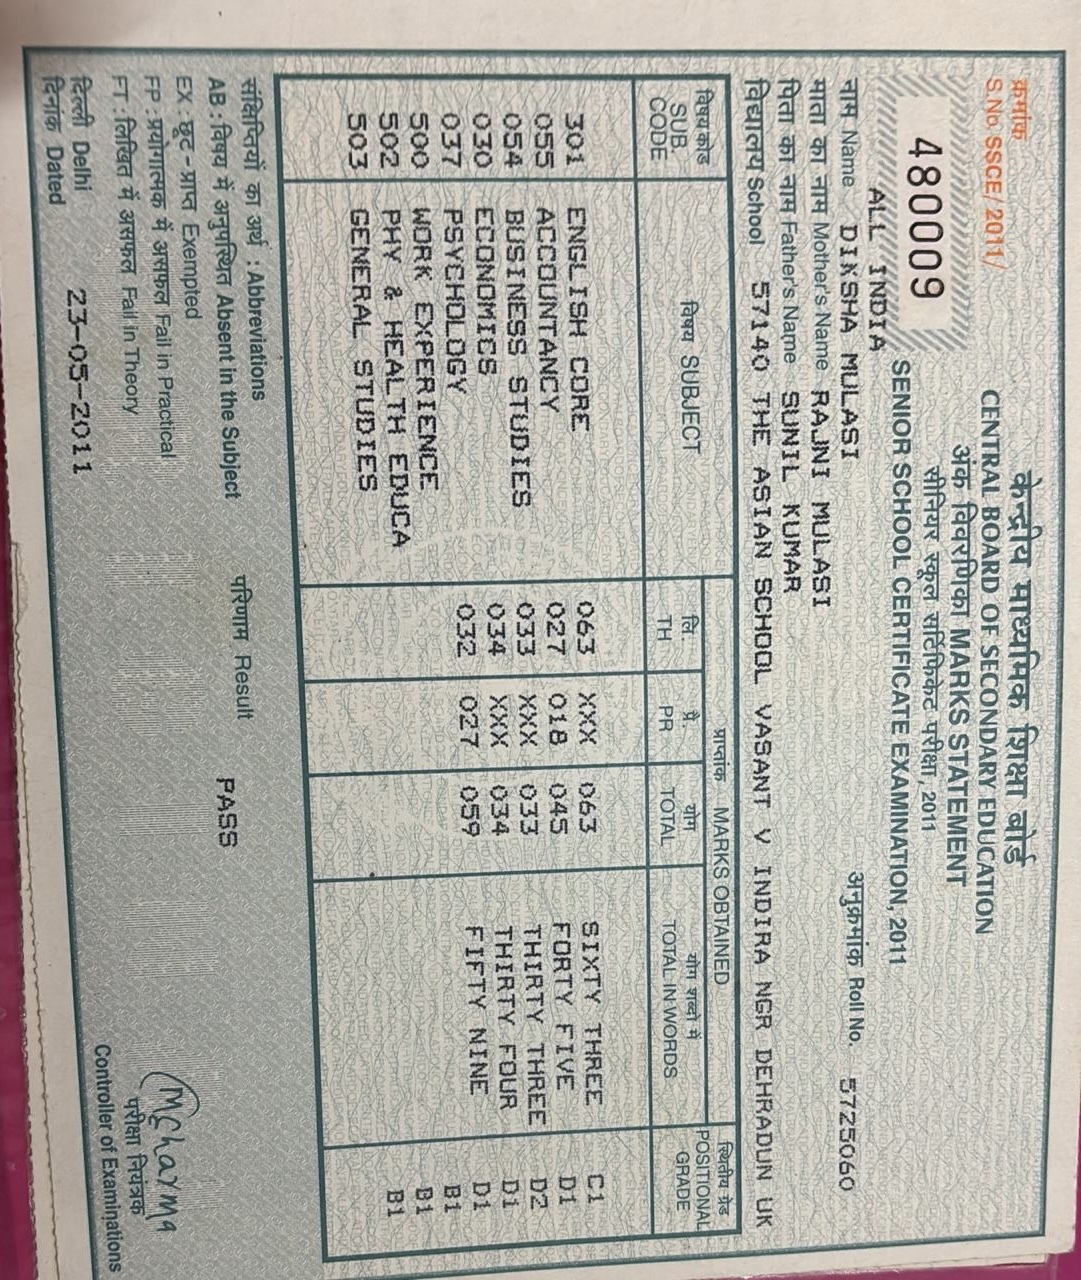 क्रमांक
S.No. SSCE/2011/
480009
केन्द्रीय माध्यमिक शिक्षा बोर्ड
CENTRAL BOARD OF SECONDARY EDUCATION
अंक विवरणिका MARKS STATEMENT
सीनियर स्कूल सर्टिफिकेट परीक्षा, 2011
SENIOR SCHOOL CERTIFICATE EXAMINATION, 2011
ALL INDIA
नाम Name DIKSHA MULASI अनुक्रमांक Roll No. 5725060
माता का नाम Mother's Name RAJNI MULASI
पिता का नाम Father's Name SUNIL KUMAR
विद्यालय School 57140 THE ASIAN SCHOOL VASANT V INDIRA NGR DEHRADUN UK
विषय कोड SUB. CODE विषय SUBJECT प्राप्तांक MARKS OBTAINED स्थितीय ग्रेड POSITIONAL GRADE
लि. TH प्रे. PR योग TOTAL योग शब्दों में TOTAL IN WORDS
301 ENGLISH CORE 063 XXX 063 SIXTY THREE C1
055 ACCOUNTANCY 027 018 045 FORTY FIVE D1
054 BUSINESS STUDIES 033 XXX 033 THIRTY THREE D2
030 ECONOMICS 034 XXX 034 THIRTY FOUR D1
037 PSYCHOLOGY 032 027 059 FIFTY NINE D1
500 WORK EXPERIENCE B1
502 PHY & HEALTH EDUCA B1
503 GENERAL STUDIES B1
संक्षिप्तियों का अर्थ : Abbreviations
AB : विषय में अनुपस्थित Absent in the Subject परिणाम Result PASS
EX : छूट - प्राप्त Exempted
FP : प्रयोगात्मक में असफल Fail in Practical
FT : लिखित में असफल Fail in Theory
दिल्ली Delhi
दिनांक Dated 23-05-2011
MCharma
परीक्षा नियंत्रक
Controller of Examinations